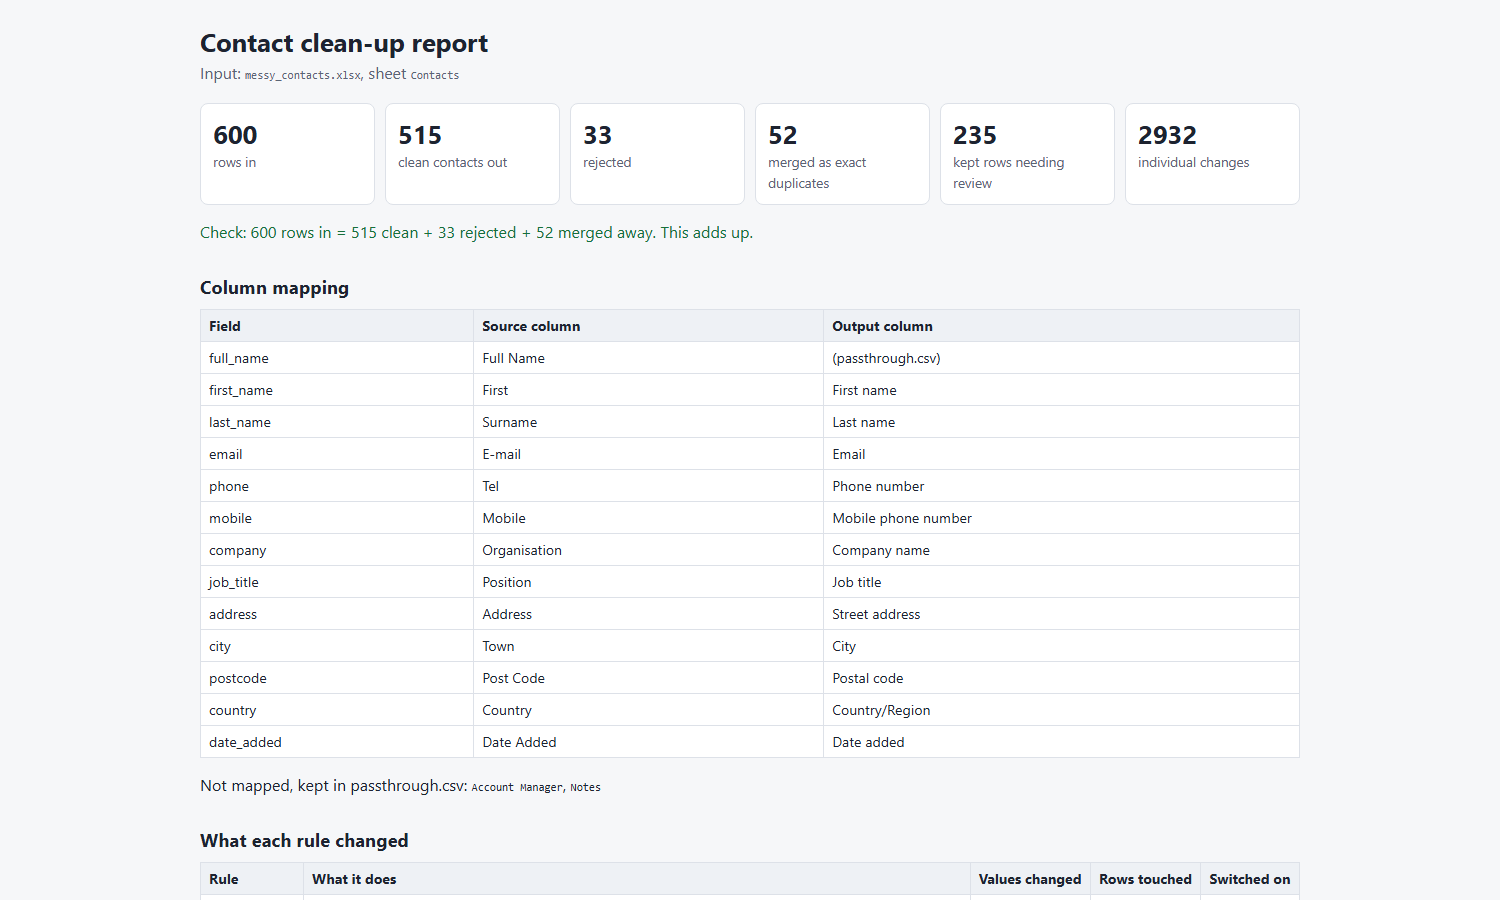 Contact clean-up report
Input: messy_contacts.xlsx, sheet Contacts
600
rows in
515
clean contacts out
33
rejected
52
merged as exact
duplicates
235
kept rows needing
review
2932
individual changes
Check: 600 rows in = 515 clean + 33 rejected + 52 merged away. This adds up.
Column mapping
Field Source column Output column
full_name Full Name (passthrough.csv)
first_name First First name
last_name Surname Last name
email E-mail Email
phone Tel Phone number
mobile Mobile Mobile phone number
company Organisation Company name
job_title Position Job title
address Address Street address
city Town City
postcode Post Code Postal code
country Country Country/Region
date_added Date Added Date added
Not mapped, kept in passthrough.csv: Account Manager, Notes
What each rule changed
Rule What it does Values changed Rows touched Switched on